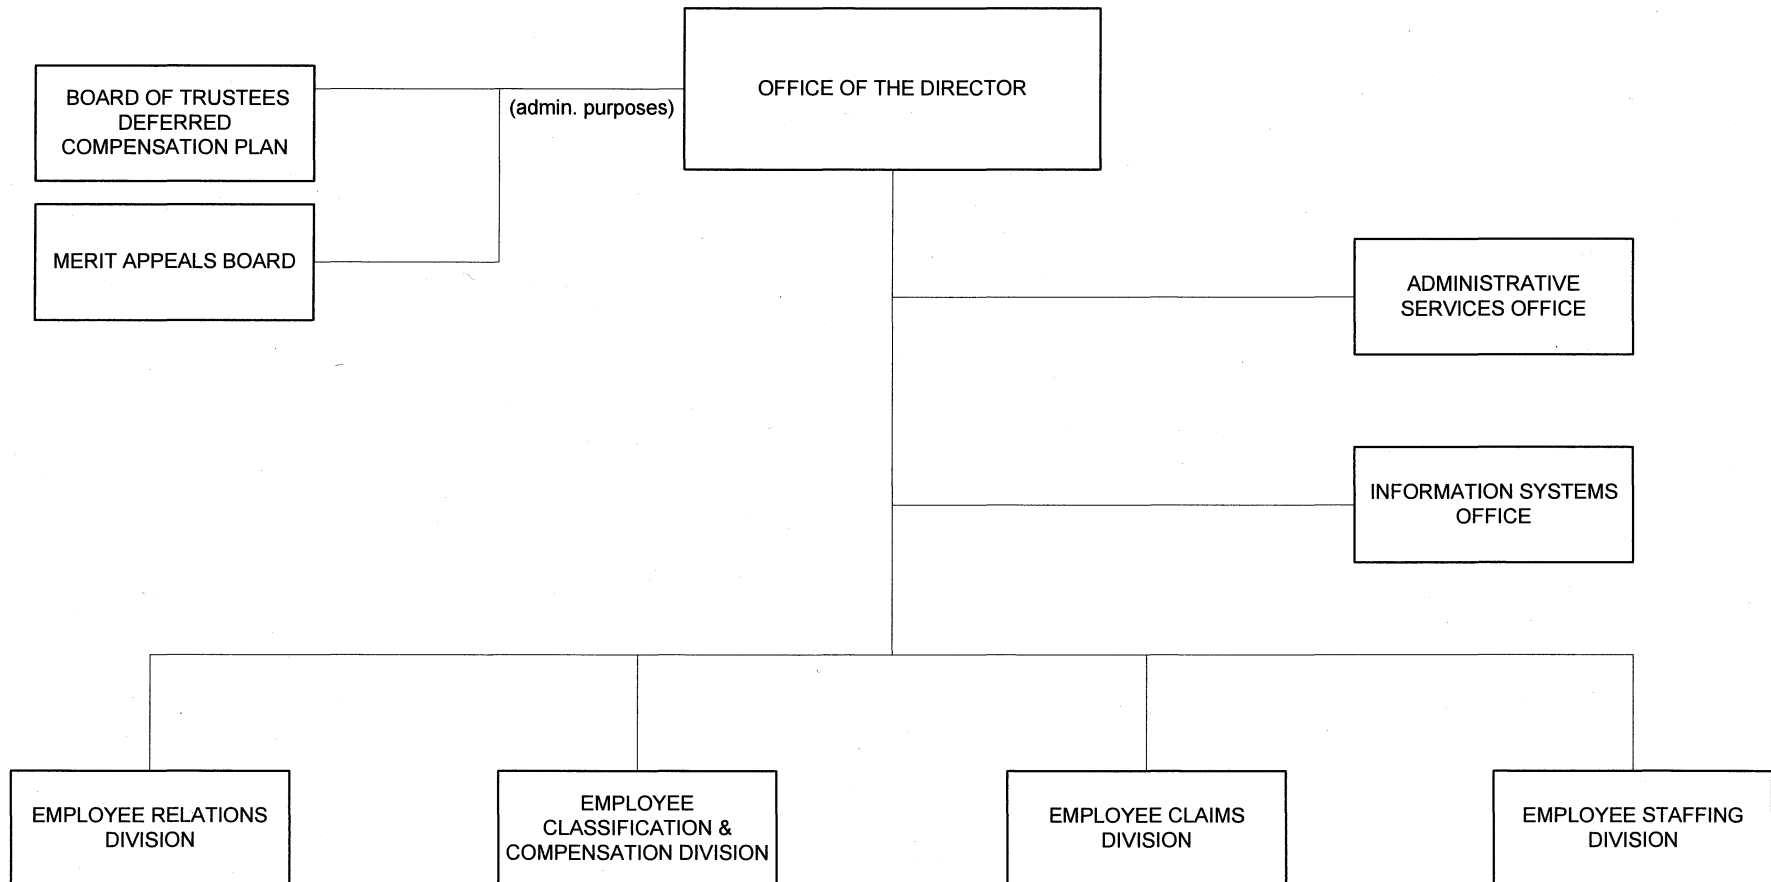 OFFICE OF THE DIRECTOR
BOARD OF TRUSTEES
DEFERRED
COMPENSATION PLAN
(admin. purposes)
MERIT APPEALS BOARD
ADMINISTRATIVE
SERVICES OFFICE
INFORMATION SYSTEMS
OFFICE
EMPLOYEE RELATIONS
DIVISION
EMPLOYEE
CLASSIFICATION &
COMPENSATION DIVISION
EMPLOYEE CLAIMS
DIVISION
EMPLOYEE STAFFING
DIVISION